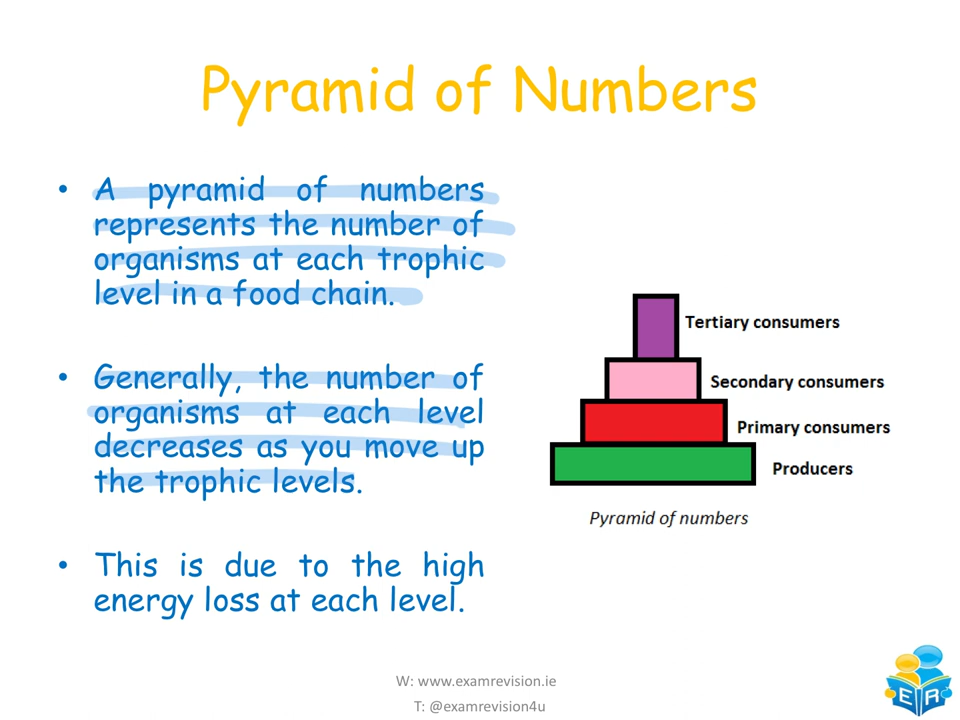 Pyramid of Numbers
• A pyramid of numbers
represents the number of
organisms at each trophic
level in a food chain.
• Generally, the number of
organisms at each level
decreases as you move up
the trophic levels.
• This is due to the high
energy loss at each level.
Tertiary consumers
Secondary consumers
Primary consumers
Producers
Pyramid of numbers
W: www.examrevision.ie
T: @examrevision4u
E R